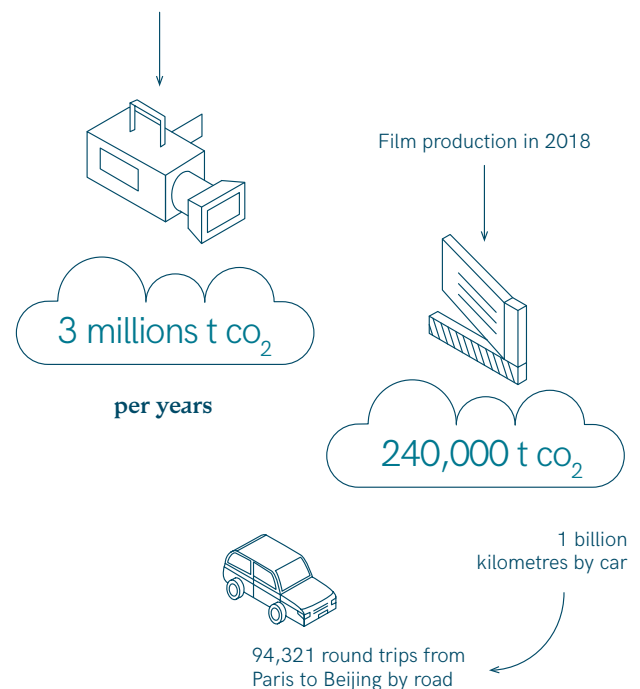 Film production in 2018
3 millions t co₂
per years
240,000 t co₂
1 billion
kilometres by car
94,321 round trips from
Paris to Beijing by road